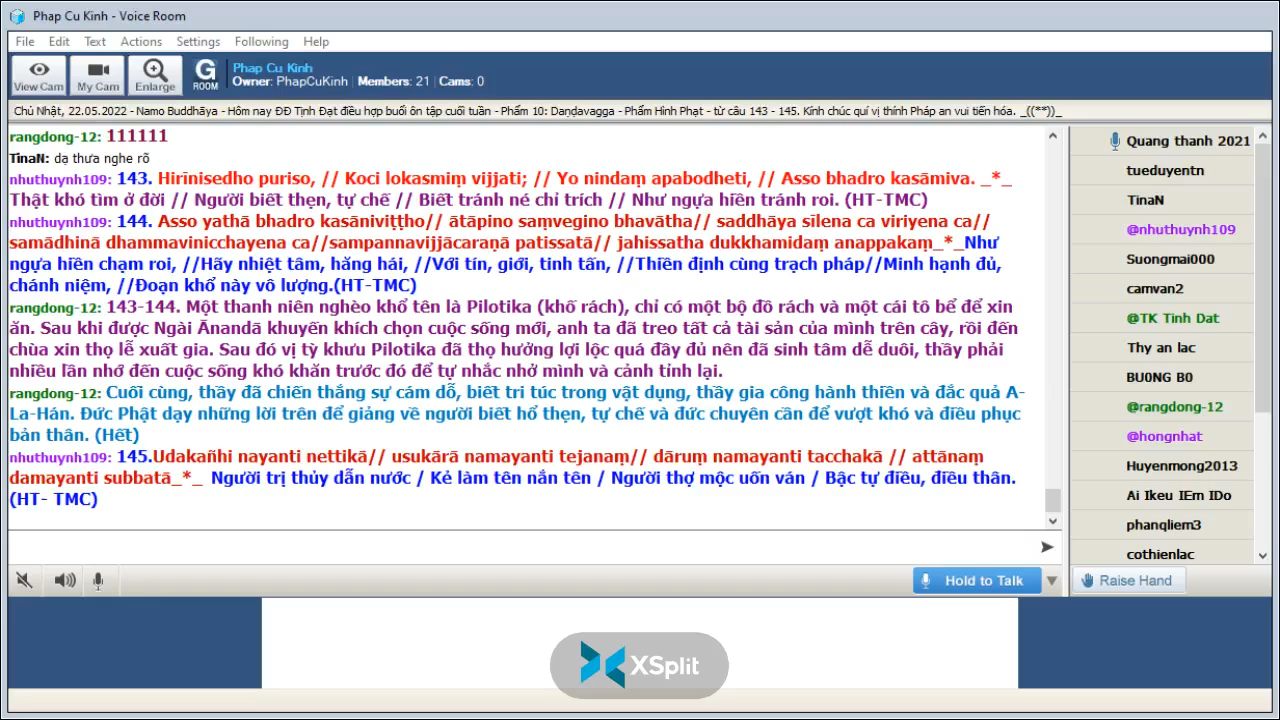 Phap Cu Kinh - Voice Room
File Edit Text Actions Settings Following Help
View Cam My Cam Enlarge G ROOM
Phap Cu Kinh
Owner: PhapCuKinh | Members: 21 | Cams: 0
Chủ Nhật, 22.05.2022 - Namo Buddhāya - Hôm nay ĐĐ Tịnh Đạt điều hợp buổi ôn tập cuối tuần - Phẩm 10: Daṇḍavagga - Phẩm Hình Phạt - từ câu 143 - 145. Kính chúc quí vị thính Pháp an vui tiến hóa. _((**))_
rangdong-12: 111111
TinaN: dạ thưa nghe rõ
nhuthuynh109: 143. Hirīnisedho puriso, // Koci lokasmiṃ vijjati; // Yo nindaṃ apabodheti, // Asso bhadro kasāmiva. _*_
Thật khó tìm ở đời // Người biết thẹn, tự chế // Biết tránh né chỉ trích // Như ngựa hiền tránh roi. (HT-TMC)
nhuthuynh109: 144. Asso yathā bhadro kasāniviṭṭho// ātāpino saṃvegino bhavātha// saddhāya sīlena ca viriyena ca//
samādhinā dhammavinicchayena ca//sampannavijjācaraṇā patissatā// jahissatha dukkhamidaṃ anappakaṃ_*_Như
ngựa hiền chạm roi, //Hãy nhiệt tâm, hăng hái, //Với tín, giới, tinh tấn, //Thiền định cùng trạch pháp//Minh hạnh đủ,
chánh niệm, //Đoạn khổ này vô lượng.(HT-TMC)
rangdong-12: 143-144. Một thanh niên nghèo khổ tên là Pilotika (khố rách), chỉ có một bộ đồ rách và một cái tô bể để xin
ăn. Sau khi được Ngài Ānandā khuyến khích chọn cuộc sống mới, anh ta đã treo tất cả tài sản của mình trên cây, rồi đến
chùa xin thọ lễ xuất gia. Sau đó vị tỳ khưu Pilotika đã thọ hưởng lợi lộc quá đầy đủ nên đã sinh tâm dễ duôi, thầy phải
nhiều lần nhớ đến cuộc sống khó khăn trước đó để tự nhắc nhở mình và cảnh tỉnh lại.
rangdong-12: Cuối cùng, thầy đã chiến thắng sự cám dỗ, biết tri túc trong vật dụng, thầy gia công hành thiền và đắc quả A-
La-Hán. Đức Phật dạy những lời trên để giảng về người biết hổ thẹn, tự chế và đức chuyên cần để vượt khó và điều phục
bản thân. (Hết)
nhuthuynh109: 145.Udakañhi nayanti nettikā// usukārā namayanti tejanaṃ// dāruṃ namayanti tacchakā // attānaṃ
damayanti subbatā_*_ Người trị thủy dẫn nước / Kẻ làm tên nắn tên / Người thợ mộc uốn ván / Bậc tự điều, điều thân.
(HT- TMC)
Hold to Talk
Quang thanh 2021
tueduyentn
TinaN
@nhuthuynh109
Suongmai000
camvan2
@TK Tinh Dat
Thy an lac
BU0NG B0
@rangdong-12
@hongnhat
Huyenmong2013
Ai Ikeu IEm IDo
phanqliem3
cothienlac
Raise Hand
XSplit